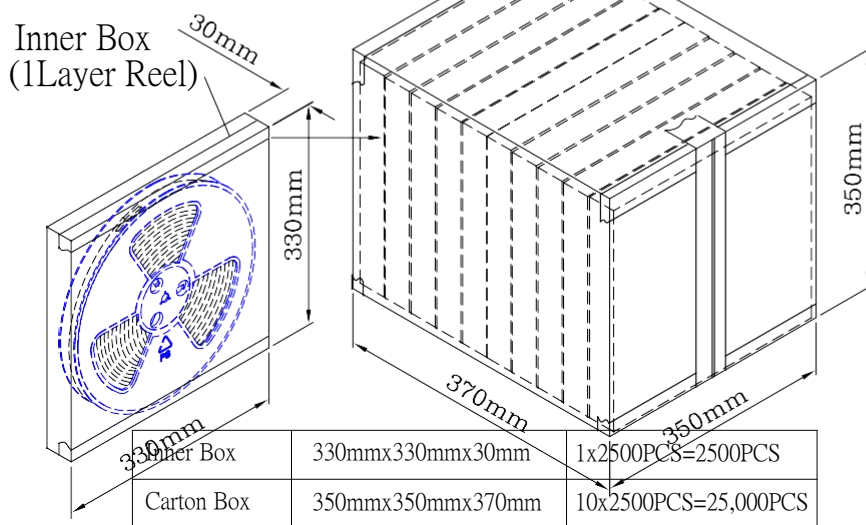 30mm
Inner Box
(1Layer Reel)
330mm
350mm
370mm
350mm
330mm
Inner Box 330mmx330mmx30mm 1x2500PCS=2500PCS
Carton Box 350mmx350mmx370mm 10x2500PCS=25,000PCS